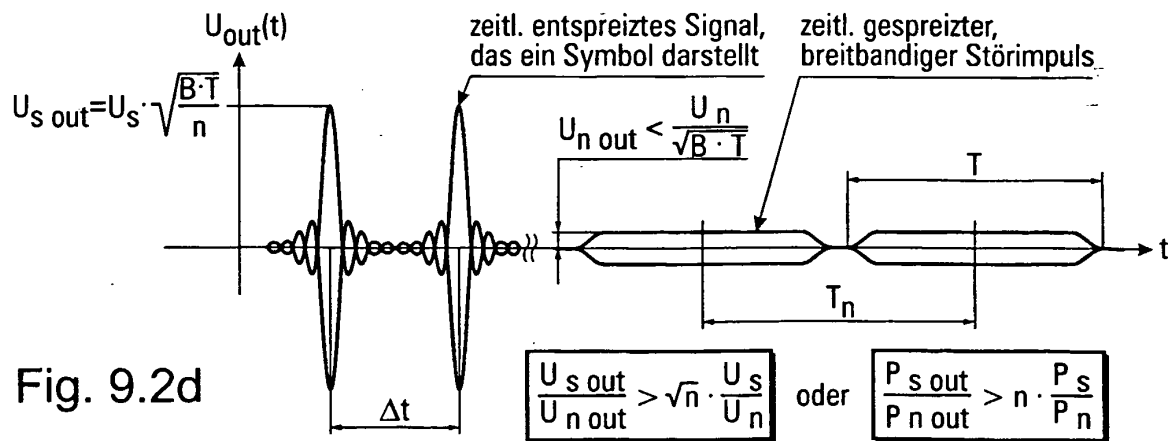 U_out(t)
zeitl. entspreiztes Signal,
das ein Symbol darstellt
zeitl. gespreizter,
breitbandiger Störimpuls
U_s out=U_s·√(B·T/n)
U_n out < U_n/√(B · T)
T
t
T_n
Δt
Fig. 9.2d
U_s out/U_n out > √n · U_s/U_n oder P_s out/P_n out > n · P_s/P_n